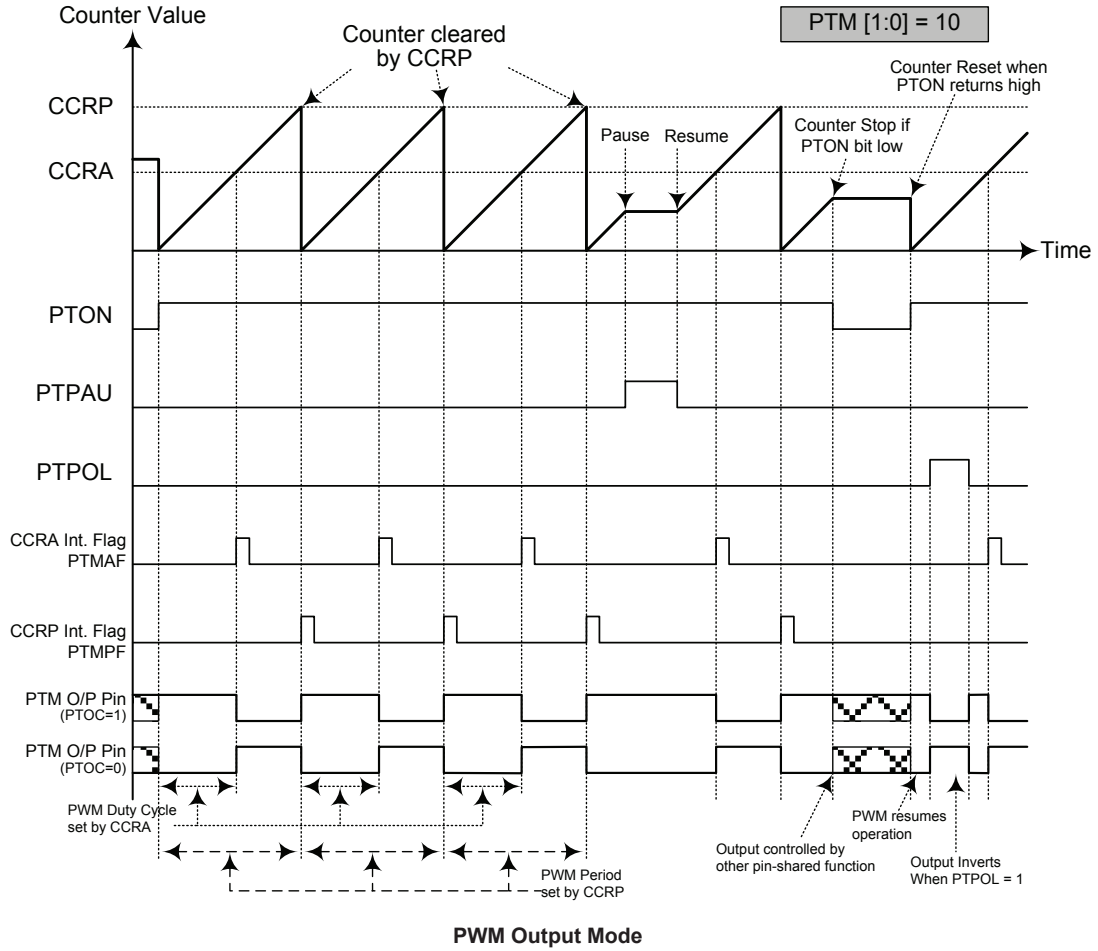 Counter Value
PTM [1:0] = 10
Counter cleared
by CCRP
Counter Reset when
PTON returns high
CCRP
Pause
Resume
Counter Stop if
PTON bit low
CCRA
Time
PTON
PTPAU
PTPOL
CCRA Int. Flag
PTMAF
CCRP Int. Flag
PTMPF
PTM O/P Pin
(PTOC=1)
PTM O/P Pin
(PTOC=0)
PWM Duty Cycle
set by CCRA
PWM resumes
operation
Output controlled by
other pin-shared function
Output Inverts
When PTPOL = 1
PWM Period
set by CCRP
PWM Output Mode